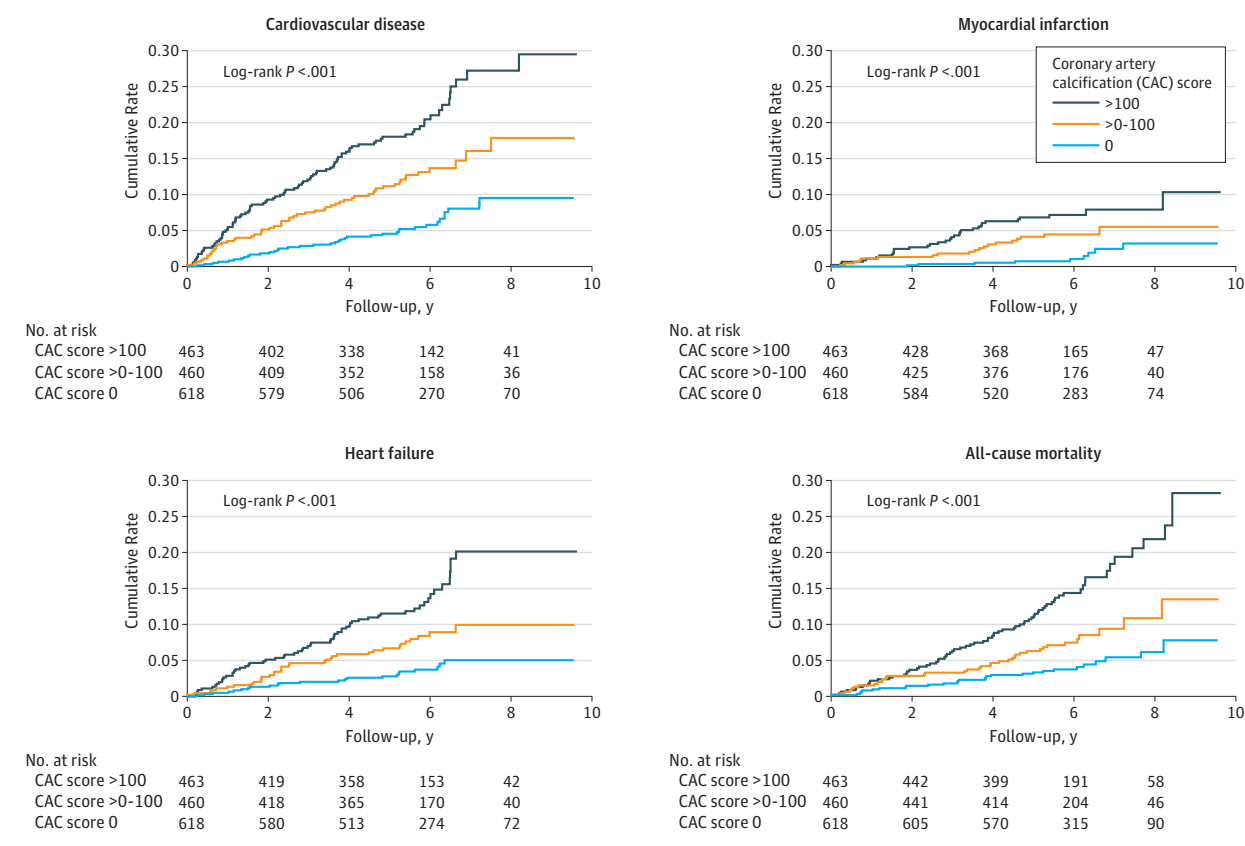 Cardiovascular disease
0.30
0.25
0.20
0.15
0.10
0.05
0
Cumulative Rate
Log-rank P <.001
0 2 4 6 8 10
Follow-up, y
No. at risk
CAC score >100 463 402 338 142 41
CAC score >0-100 460 409 352 158 36
CAC score 0 618 579 506 270 70
Myocardial infarction
0.30
0.25
0.20
0.15
0.10
0.05
0
Cumulative Rate
Log-rank P <.001
Coronary artery
calcification (CAC) score
>100
>0-100
0
0 2 4 6 8 10
Follow-up, y
No. at risk
CAC score >100 463 428 368 165 47
CAC score >0-100 460 425 376 176 40
CAC score 0 618 584 520 283 74
Heart failure
0.30
0.25
0.20
0.15
0.10
0.05
0
Cumulative Rate
Log-rank P <.001
0 2 4 6 8 10
Follow-up, y
No. at risk
CAC score >100 463 419 358 153 42
CAC score >0-100 460 418 365 170 40
CAC score 0 618 580 513 274 72
All-cause mortality
0.30
0.25
0.20
0.15
0.10
0.05
0
Cumulative Rate
Log-rank P <.001
0 2 4 6 8 10
Follow-up, y
No. at risk
CAC score >100 463 442 399 191 58
CAC score >0-100 460 441 414 204 46
CAC score 0 618 605 570 315 90